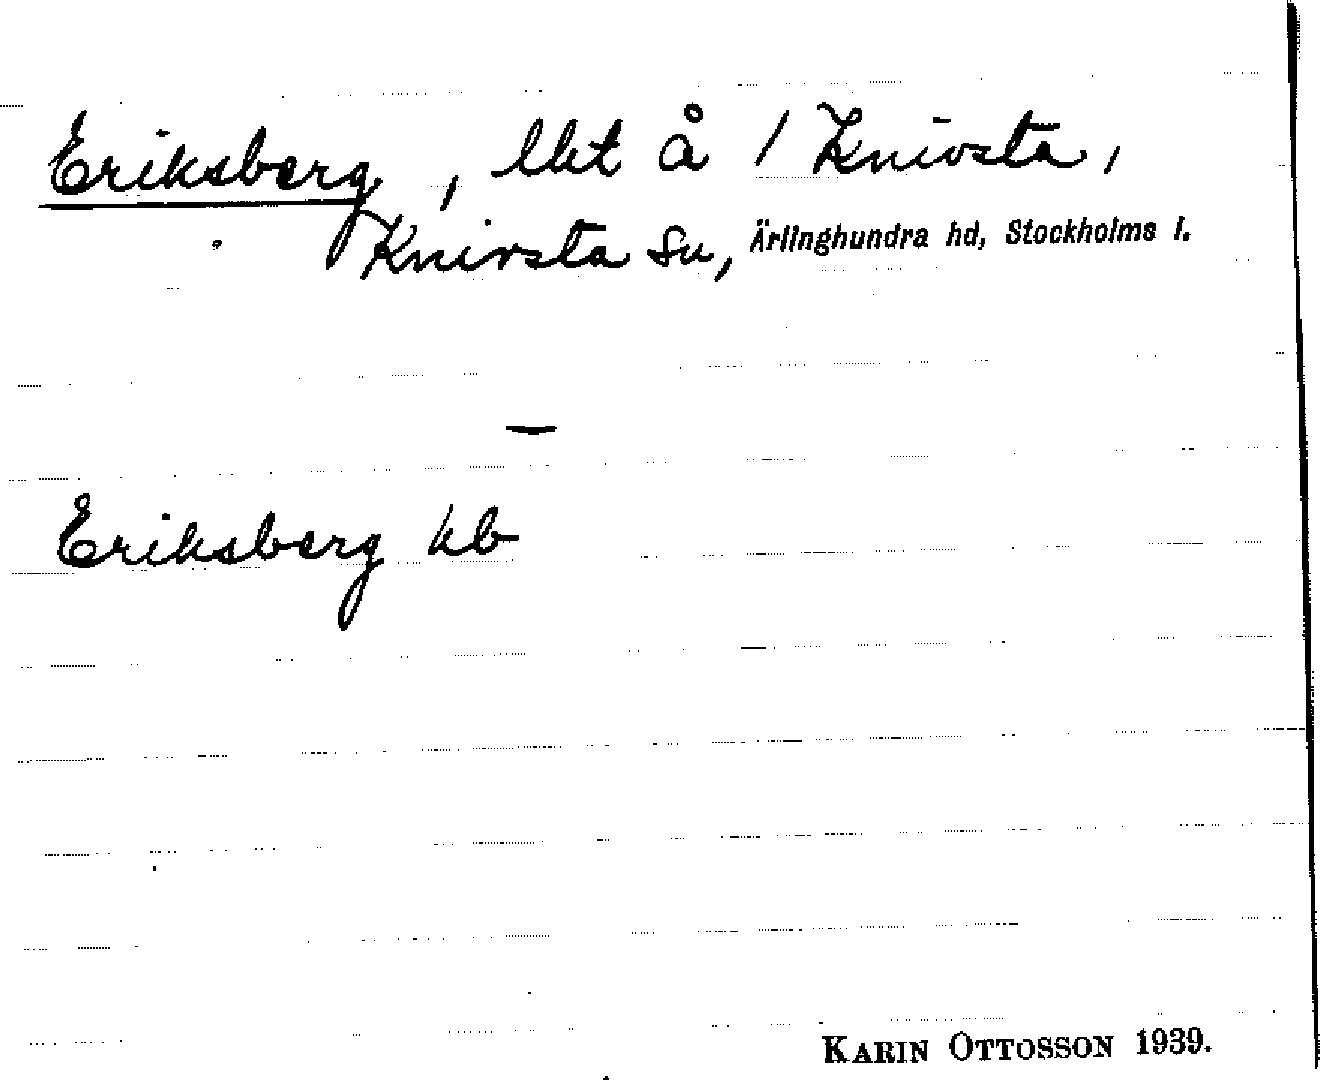 Eriksberg, lht å 1 Knivsta,
Knivsta sn, Ärlinghundra hd, Stockholms l.
—
Eriksberg kb
KARIN OTTOSSON 1939.